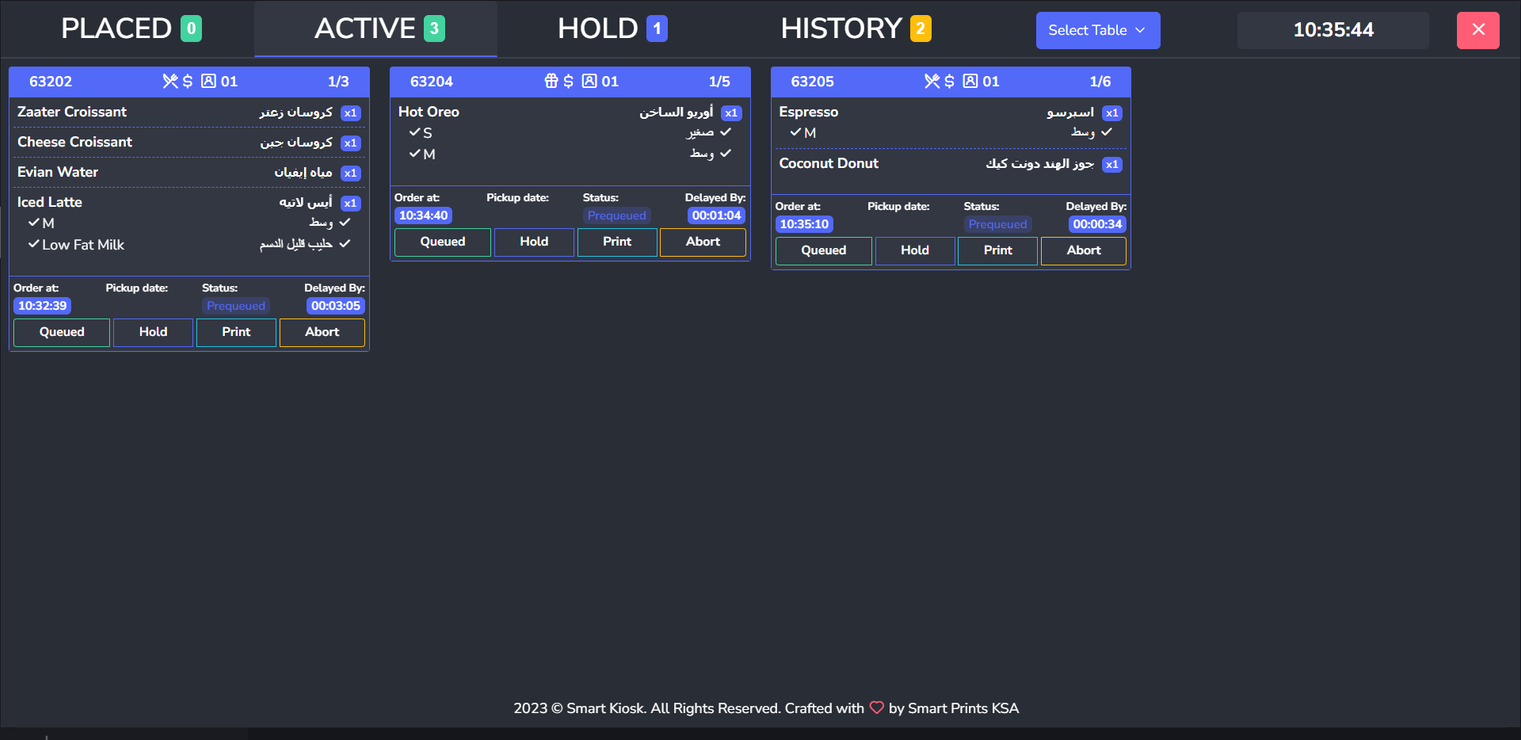 PLACED 0 ACTIVE 3 HOLD 1 HISTORY 2 Select Table 10:35:44
63202 $ 01 1/3
Zaater Croissant كروسان زعتر x1
Cheese Croissant كروسان جبن x1
Evian Water مياه إيفيان x1
Iced Latte أيس لاتيه x1
M وسط
Low Fat Milk حليب قليل الدسم
Order at: Pickup date: Status: Delayed By:
10:32:39 Prequeued 00:03:05
Queued Hold Print Abort
63204 $ 01 1/5
Hot Oreo أوريو الساخن x1
S صغير
M وسط
Order at: Pickup date: Status: Delayed By:
10:34:40 Prequeued 00:01:04
Queued Hold Print Abort
63205 $ 01 1/6
Espresso اسبرسو x1
M وسط
Coconut Donut جوز الهند دونت كيك x1
Order at: Pickup date: Status: Delayed By:
10:35:10 Prequeued 00:00:34
Queued Hold Print Abort
2023 © Smart Kiosk. All Rights Reserved. Crafted with ♡ by Smart Prints KSA